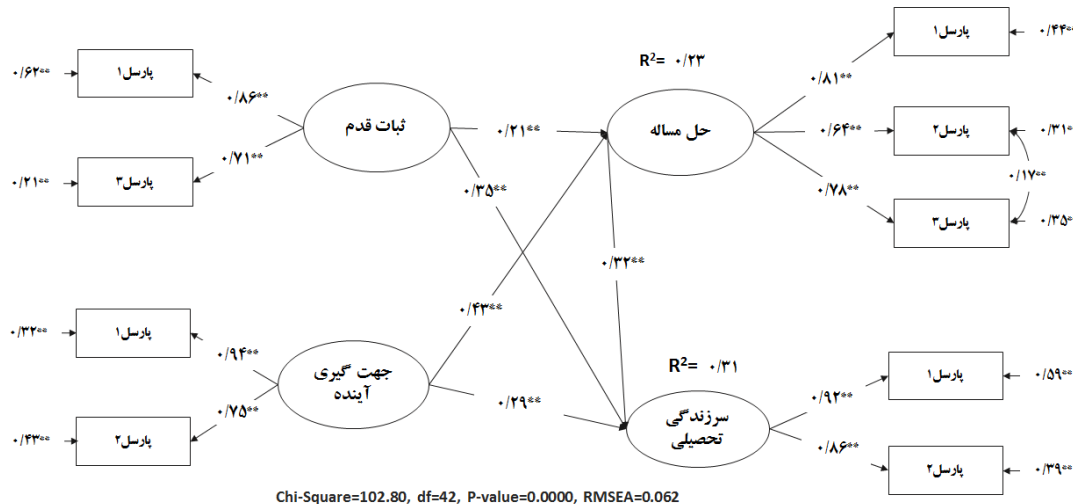 پارسل۱
۰/۴۴**
R²= ۰/۲۳
پارسل۱
۰/۶۲**
۰/۸۶**
۰/۸۱**
ثبات قدم
۰/۲۱**
حل مساله
۰/۶۴**
پارسل۲
۰/۳۱**
۰/۷۱**
۰/۳۵**
۰/۱۷**
پارسل۳
۰/۲۱**
۰/۷۸**
پارسل۳
۰/۳۵**
۰/۳۲**
۰/۴۳**
پارسل۱
۰/۳۲**
۰/۹۴**
R²= ۰/۳۱
جهت گیری
آینده
پارسل۱
۰/۵۹**
۰/۲۹**
۰/۹۲**
۰/۷۵**
سرزندگی
تحصیلی
پارسل۲
۰/۴۳**
۰/۸۶**
پارسل۲
۰/۳۹**
Chi-Square=102.80, df=42, P-value=0.0000, RMSEA=0.062